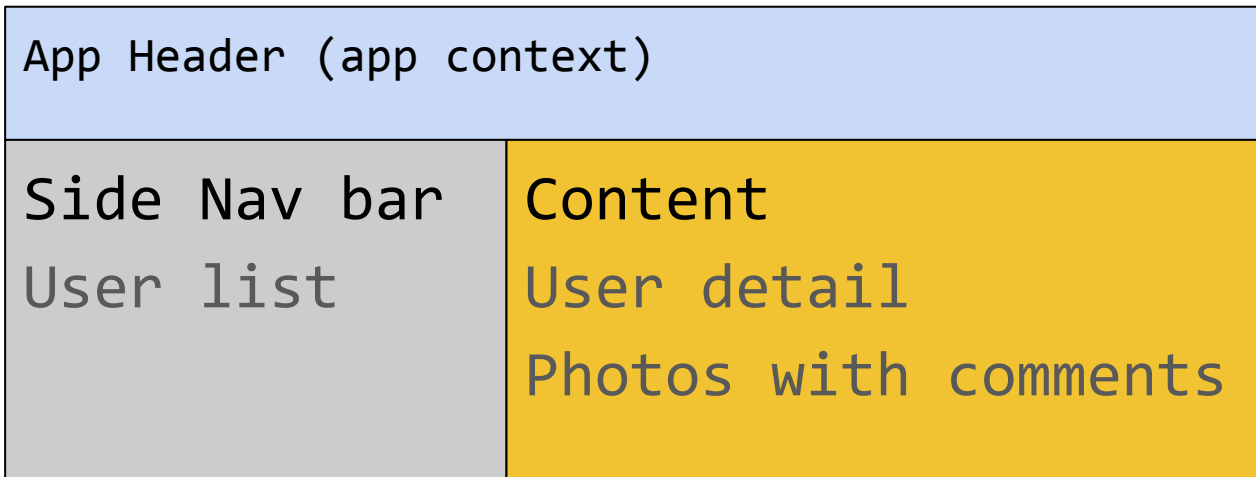 App Header (app context)
Side Nav bar
User list
Content
User detail
Photos with comments